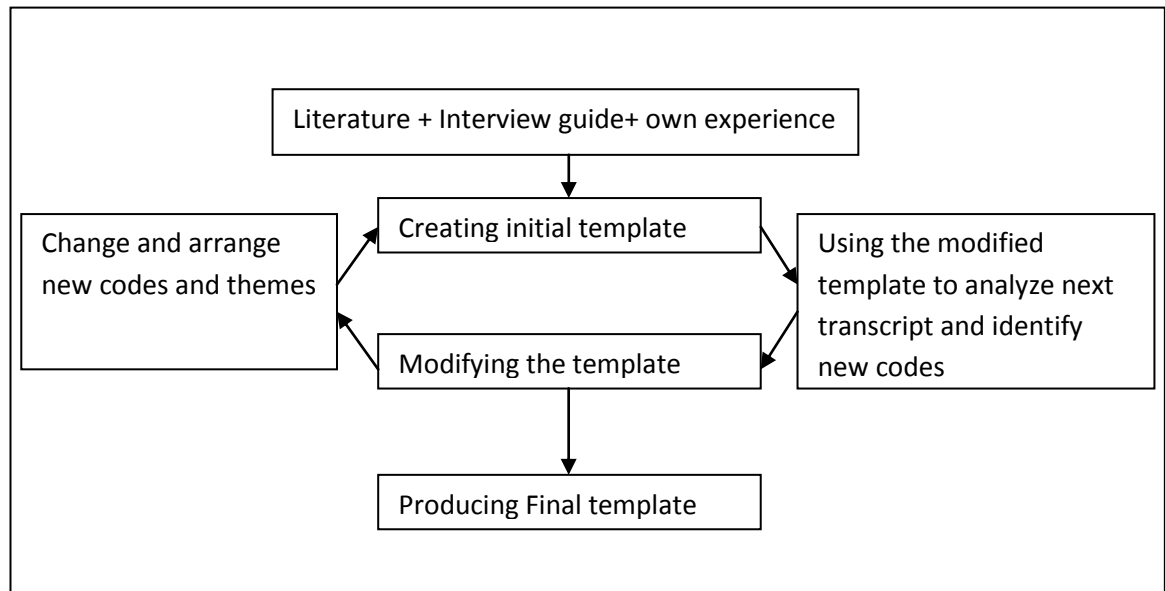 Literature + Interview guide+ own experience
Creating initial template
Change and arrange
new codes and themes
Using the modified
template to analyze next
transcript and identify
new codes
Modifying the template
Producing Final template